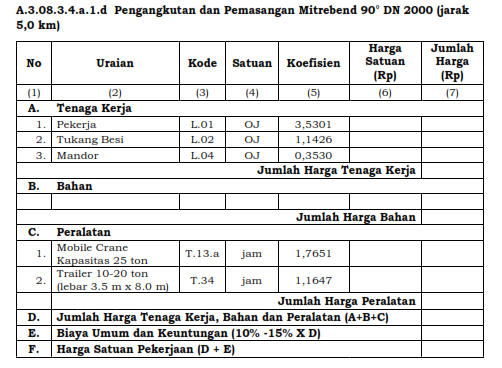 A.3.08.3.4.a.1.d Pengangkutan dan Pemasangan Mitrebend 90° DN 2000 (jarak
5,0 km)
No Uraian Kode Satuan Koefisien Harga Satuan (Rp) Jumlah Harga (Rp)
(1) (2) (3) (4) (5) (6) (7)
A. Tenaga Kerja
1. Pekerja L.01 OJ 3,5301
2. Tukang Besi L.02 OJ 1,1426
3. Mandor L.04 OJ 0,3530
Jumlah Harga Tenaga Kerja
B. Bahan
Jumlah Harga Bahan
C. Peralatan
1. Mobile Crane Kapasitas 25 ton T.13.a jam 1,7651
2. Trailer 10-20 ton (lebar 3.5 m x 8.0 m) T.34 jam 1,1647
Jumlah Harga Peralatan
D. Jumlah Harga Tenaga Kerja, Bahan dan Peralatan (A+B+C)
E. Biaya Umum dan Keuntungan (10% -15% X D)
F. Harga Satuan Pekerjaan (D + E)